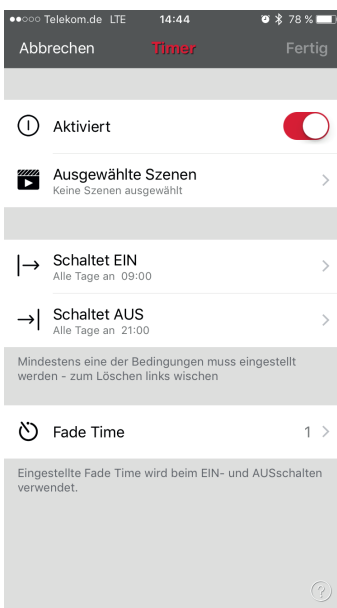 Telekom.de LTE 14:44 78 %
Abbrechen Timer Fertig
Aktiviert
Ausgewählte Szenen
Keine Szenen ausgewählt
Schaltet EIN
Alle Tage an 09:00
Schaltet AUS
Alle Tage an 21:00
Mindestens eine der Bedingungen muss eingestellt
werden - zum Löschen links wischen
Fade Time 1
Eingestellte Fade Time wird beim EIN- und AUSschalten
verwendet.
?